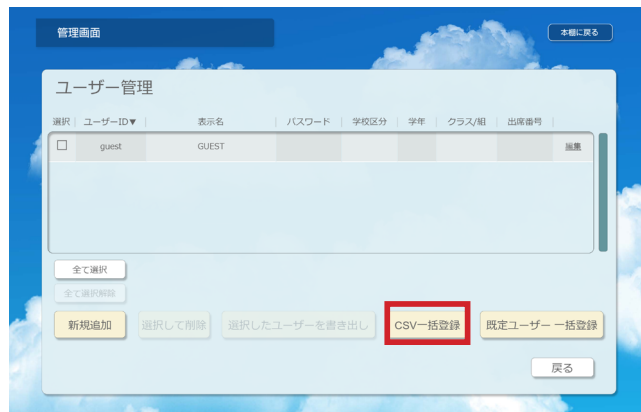 管理画面
本棚に戻る
ユーザー管理
選択 ユーザーID▼ 表示名 パスワード 学校区分 学年 クラス/組 出席番号
guest GUEST 編集
全て選択
全て選択解除
新規追加 選択して削除 選択したユーザーを書き出し CSV一括登録 既定ユーザー 一括登録
戻る